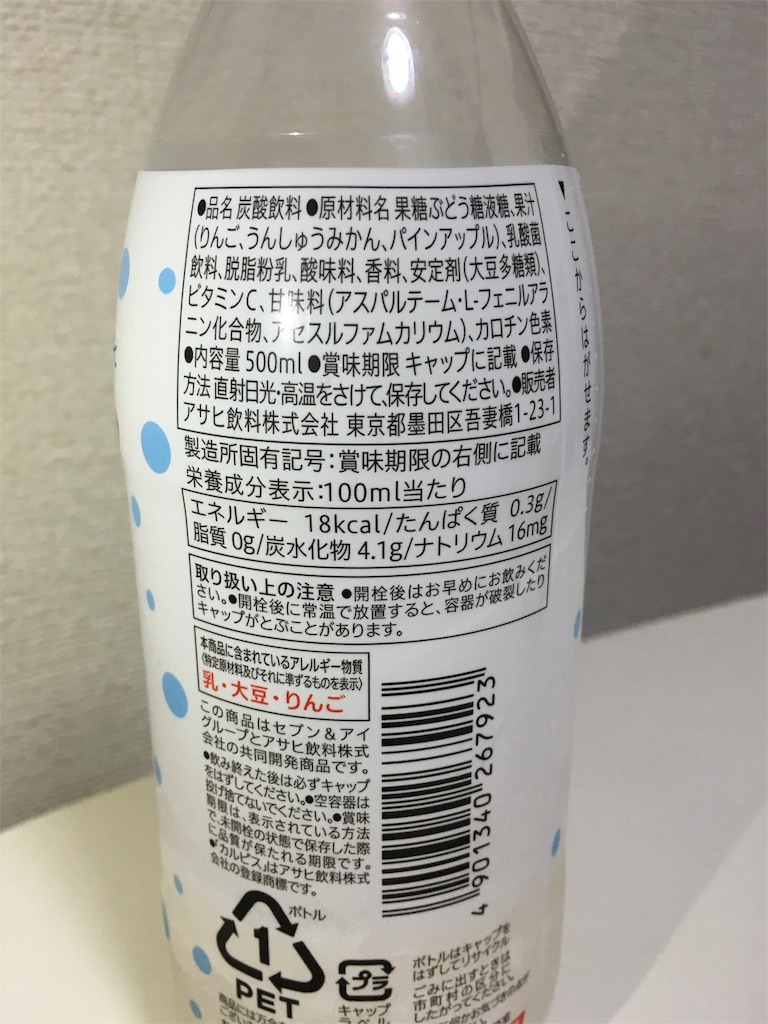 ●品名 炭酸飲料 ●原材料名 果糖ぶどう糖液糖、果汁
(りんご、うんしゅうみかん、パインアップル)、乳酸菌
飲料、脱脂粉乳、酸味料、香料、安定剤(大豆多糖類)、
ビタミンC、甘味料(アスパルテーム・L-フェニルアラ
ニン化合物、アセスルファムカリウム)、カロチン色素
●内容量 500ml ●賞味期限 キャップに記載 ●保存
方法 直射日光・高温をさけて、保存してください。●販売者
アサヒ飲料株式会社 東京都墨田区吾妻橋1-23-1
製造所固有記号:賞味期限の右側に記載
栄養成分表示:100ml当たり
エネルギー 18kcal/たんぱく質 0.3g/
脂質 0g/炭水化物 4.1g/ナトリウム 16mg
取り扱い上の注意 ●開栓後はお早めにお飲みくだ
さい。●開栓後に常温で放置すると、容器が破裂したり
キャップがとぶことがあります。
本商品に含まれているアレルギー物質
(特定原材料及びそれに準ずるものを表示)
乳・大豆・りんご
この商品はセブン&アイ
グループとアサヒ飲料株式
会社の共同開発商品です。
●飲み終えた後は必ずキャップ
をはずしてください。●空容器は
投げ捨てないでください。●賞味
期限は、表示されている方法
で、未開栓の状態で保存した際
に品質が保たれる期限です。
●「カルピス」はアサヒ飲料株式
会社の登録商標です。
4 901340 267923
▼ここからはがせます。
ボトル
1
PET
プラ
キャップ
ラベル
ボトルはキャップを
はずしてリサイクル
ごみに出すときは
市町村の区分に
したがってください。
商品には万全